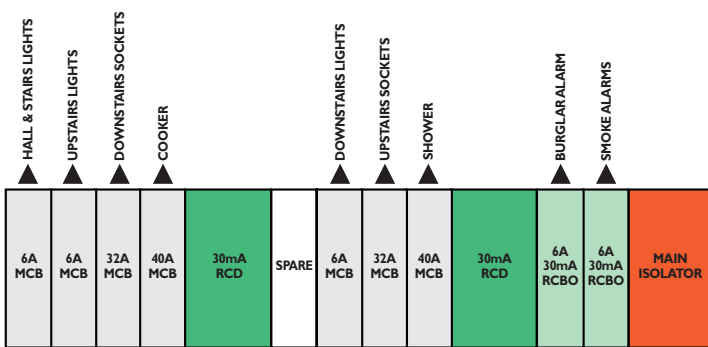 HALL & STAIRS LIGHTS
UPSTAIRS LIGHTS
DOWNSTAIRS SOCKETS
COOKER
DOWNSTAIRS LIGHTS
UPSTAIRS SOCKETS
SHOWER
BURGLAR ALARM
SMOKE ALARMS
6A
MCB
6A
MCB
32A
MCB
40A
MCB
30mA
RCD
SPARE
6A
MCB
32A
MCB
40A
MCB
30mA
RCD
6A
30mA
RCBO
6A
30mA
RCBO
MAIN
ISOLATOR